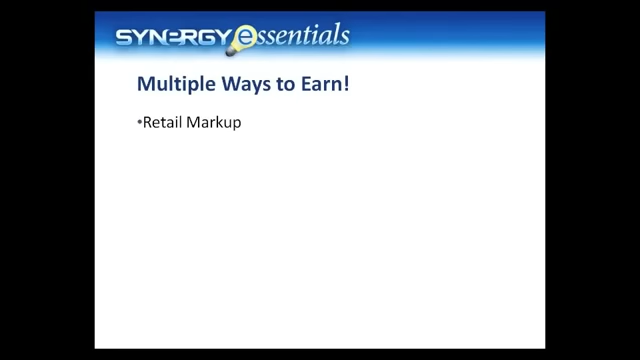 SYNERGY essentials
Multiple Ways to Earn!
•Retail Markup